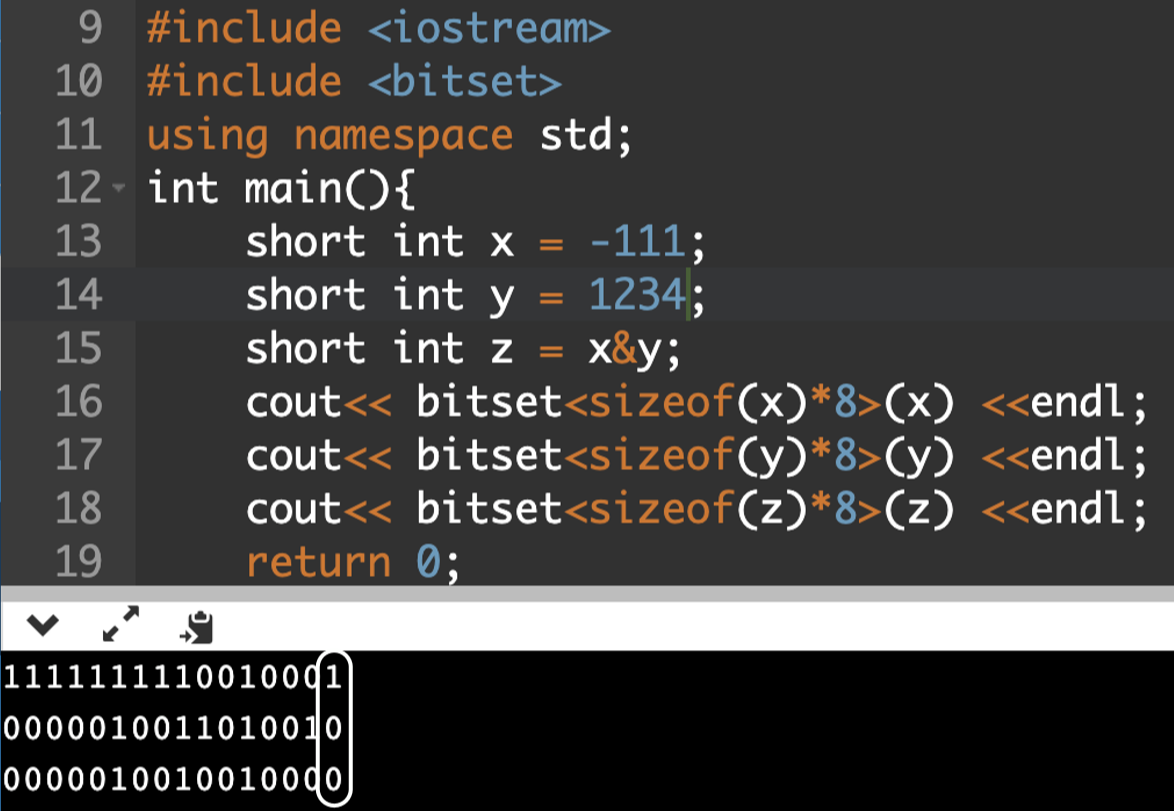 9 #include <iostream>
10 #include <bitset>
11 using namespace std;
12 int main(){
13 short int x = -111;
14 short int y = 1234;
15 short int z = x&y;
16 cout<< bitset<sizeof(x)*8>(x) <<endl;
17 cout<< bitset<sizeof(y)*8>(y) <<endl;
18 cout<< bitset<sizeof(z)*8>(z) <<endl;
19 return 0;
1111111110010001
0000010011010010
0000010010010000